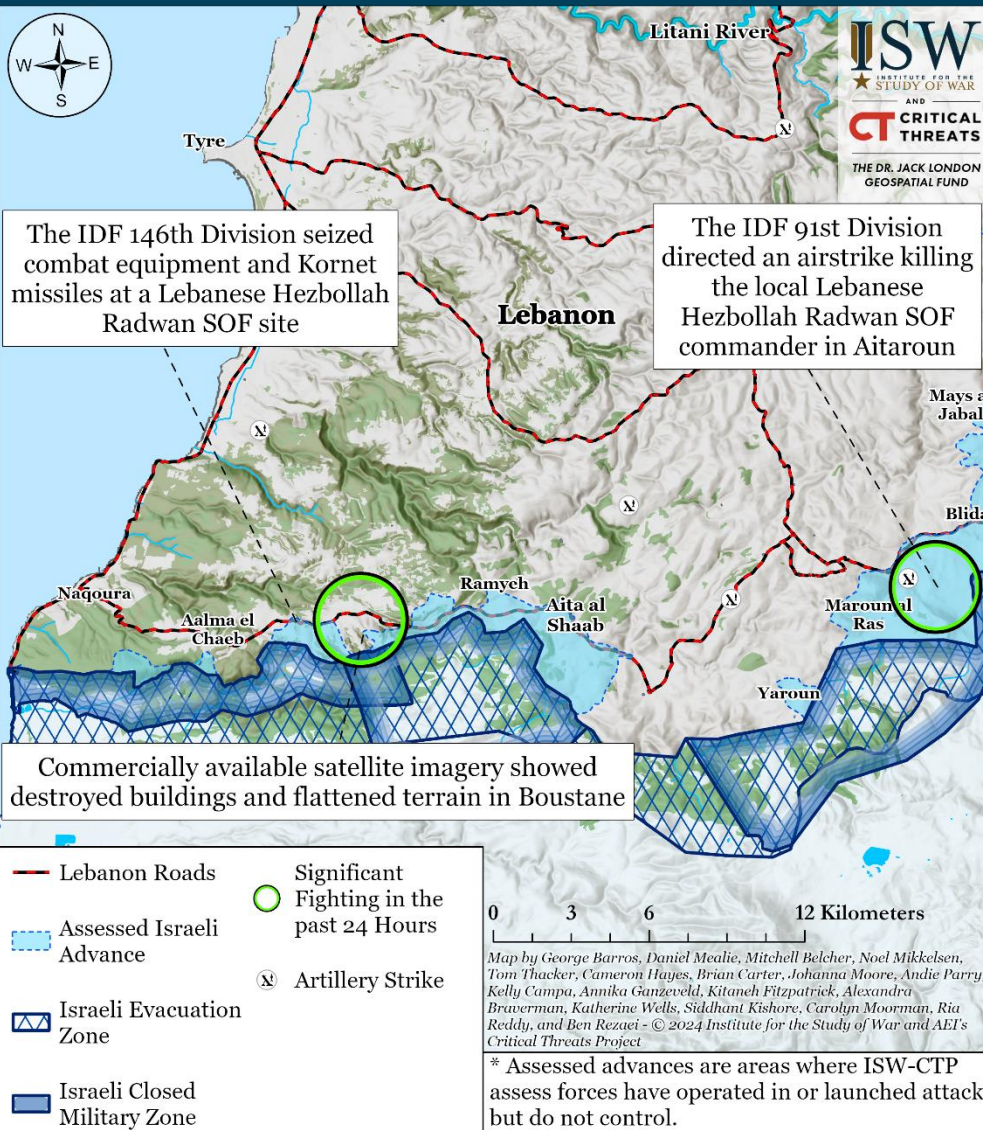 N
W E
S
Litani River
ISW
INSTITUTE FOR THE
STUDY OF WAR
AND
CT CRITICAL
THREATS
THE DR. JACK LONDON
GEOSPATIAL FUND
Tyre
The IDF 146th Division seized
combat equipment and Kornet
missiles at a Lebanese Hezbollah
Radwan SOF site
The IDF 91st Division
directed an airstrike killing
the local Lebanese
Hezbollah Radwan SOF
commander in Aitaroun
Lebanon
Mays a
Jabal
Blida
Naqoura
Aalma el
Chaeb
Ramyeh
Aita al
Shaab
Maroun al
Ras
Yaroun
Commercially available satellite imagery showed
destroyed buildings and flattened terrain in Boustane
Lebanon Roads
Assessed Israeli
Advance
Israeli Evacuation
Zone
Israeli Closed
Military Zone
Significant
Fighting in the
past 24 Hours
Artillery Strike
0 3 6 12 Kilometers
Map by George Barros, Daniel Mealie, Mitchell Belcher, Noel Mikkelsen,
Tom Thacker, Cameron Hayes, Brian Carter, Johanna Moore, Andie Parry
Kelly Campa, Annika Ganzeveld, Kitaneh Fitzpatrick, Alexandra
Braverman, Katherine Wells, Siddhant Kishore, Carolyn Moorman, Ria
Reddy, and Ben Rezaei - © 2024 Institute for the Study of War and AEI's
Critical Threats Project
* Assessed advances are areas where ISW-CTP
assess forces have operated in or launched attack
but do not control.